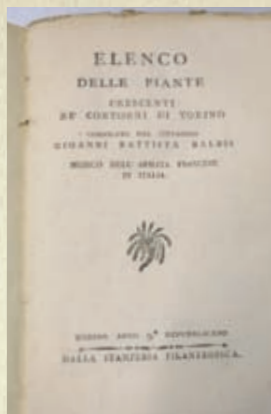 ELENCO
DELLE PIANTE
CRESCENTI
NE' CONTORNI DI TORINO
COMPILATO DAL CITTADINO
GIOANNI BATTISTA BALBIS
MEDICO DELL'ARMATA FRANCESE
IN ITALIA.
TORINO ANNO 9° REPUBBLICANO
DALLA STAMPERIA FILANTROPICA.